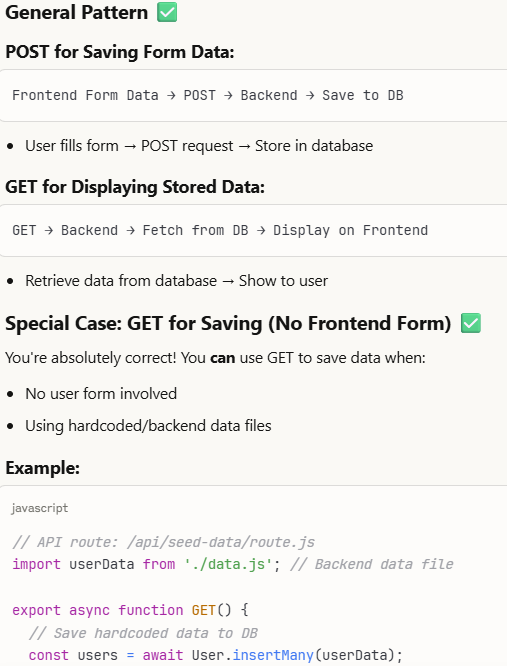 General Pattern ✅
POST for Saving Form Data:
Frontend Form Data → POST → Backend → Save to DB
• User fills form → POST request → Store in database
GET for Displaying Stored Data:
GET → Backend → Fetch from DB → Display on Frontend
• Retrieve data from database → Show to user
Special Case: GET for Saving (No Frontend Form) ✅
You're absolutely correct! You can use GET to save data when:
• No user form involved
• Using hardcoded/backend data files
Example:
javascript
// API route: /api/seed-data/route.js
import userData from './data.js'; // Backend data file
export async function GET() {
// Save hardcoded data to DB
const users = await User.insertMany(userData);